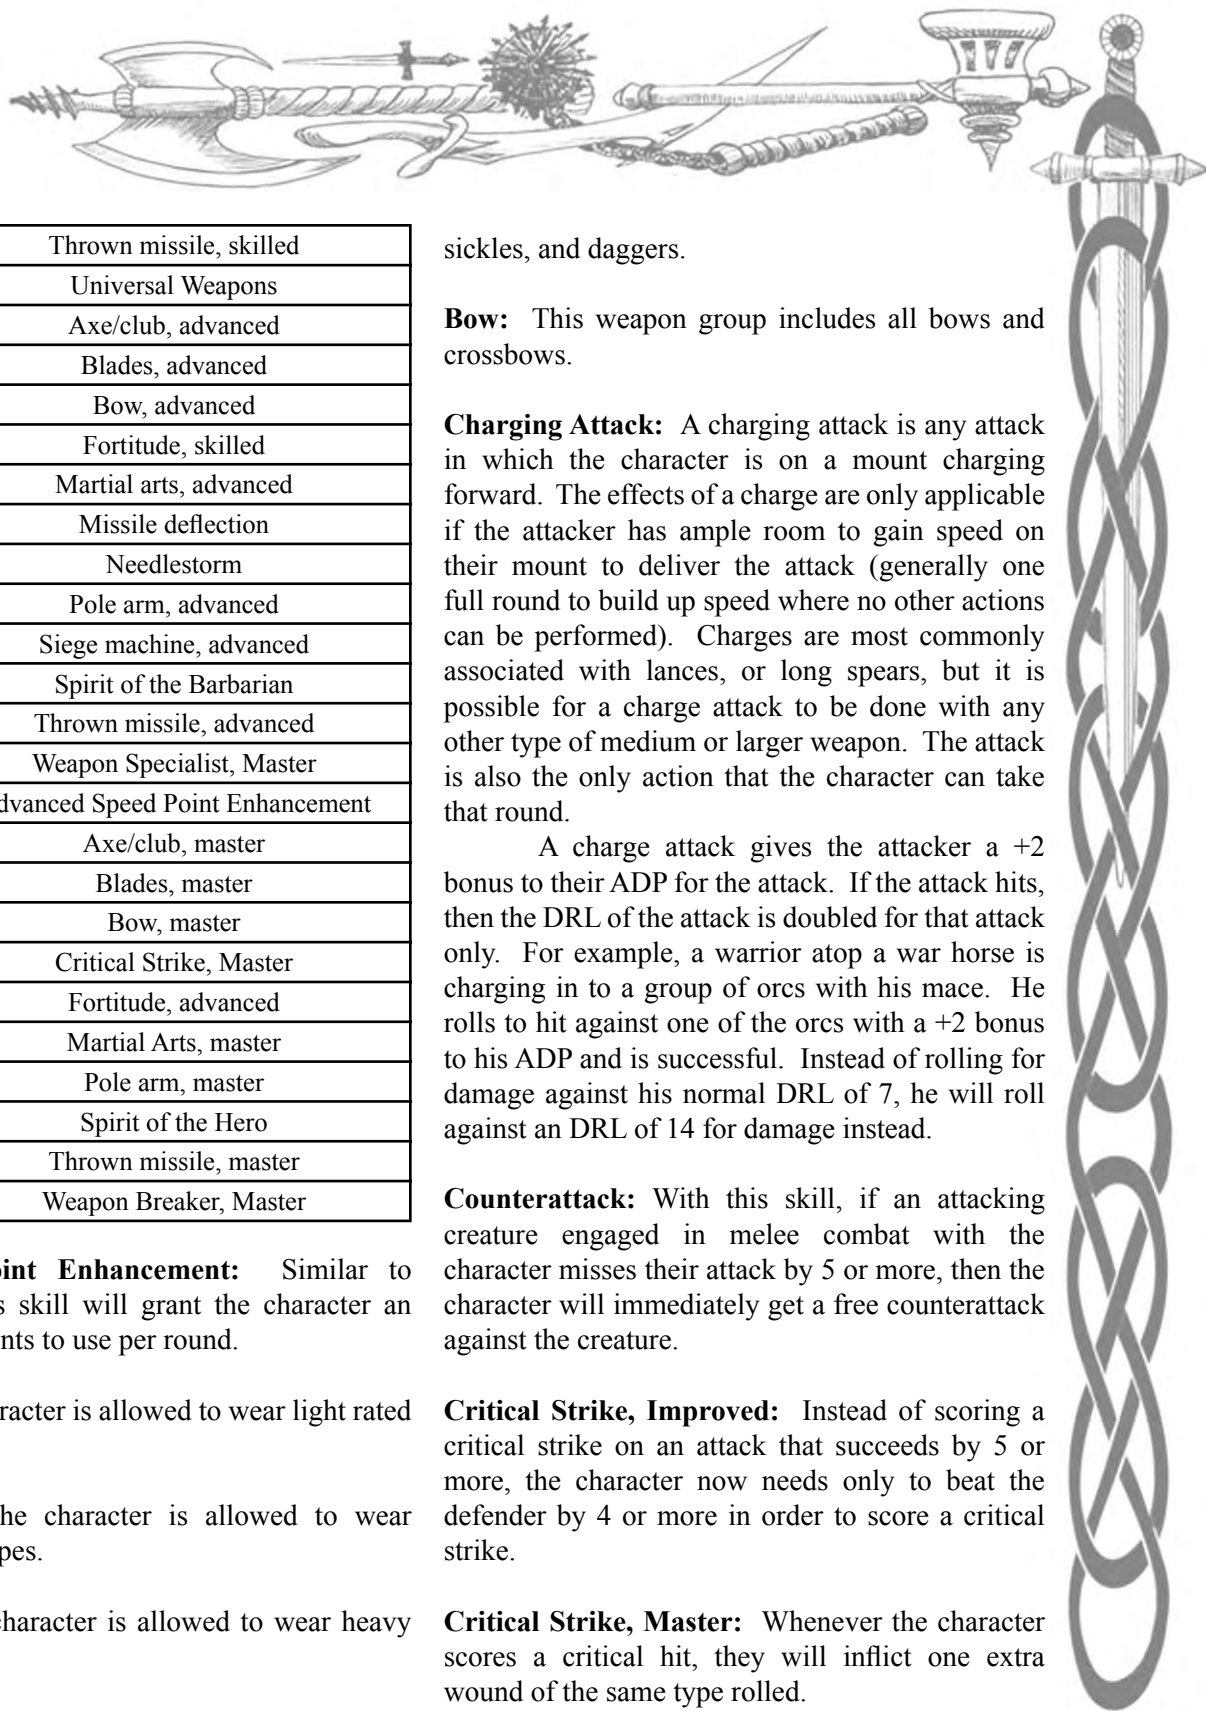 Thrown missile, skilled
Universal Weapons
Axe/club, advanced
Blades, advanced
Bow, advanced
Fortitude, skilled
Martial arts, advanced
Missile deflection
Needlestorm
Pole arm, advanced
Siege machine, advanced
Spirit of the Barbarian
Thrown missile, advanced
Weapon Specialist, Master
dvanced Speed Point Enhancement
Axe/club, master
Blades, master
Bow, master
Critical Strike, Master
Fortitude, advanced
Martial Arts, master
Pole arm, master
Spirit of the Hero
Thrown missile, master
Weapon Breaker, Master
oint Enhancement: Similar to
s skill will grant the character an
nts to use per round.
racter is allowed to wear light rated
he character is allowed to wear
pes.
character is allowed to wear heavy
sickles, and daggers.
Bow: This weapon group includes all bows and
crossbows.
Charging Attack: A charging attack is any attack
in which the character is on a mount charging
forward. The effects of a charge are only applicable
if the attacker has ample room to gain speed on
their mount to deliver the attack (generally one
full round to build up speed where no other actions
can be performed). Charges are most commonly
associated with lances, or long spears, but it is
possible for a charge attack to be done with any
other type of medium or larger weapon. The attack
is also the only action that the character can take
that round.
A charge attack gives the attacker a +2
bonus to their ADP for the attack. If the attack hits,
then the DRL of the attack is doubled for that attack
only. For example, a warrior atop a war horse is
charging in to a group of orcs with his mace. He
rolls to hit against one of the orcs with a +2 bonus
to his ADP and is successful. Instead of rolling for
damage against his normal DRL of 7, he will roll
against an DRL of 14 for damage instead.
Counterattack: With this skill, if an attacking
creature engaged in melee combat with the
character misses their attack by 5 or more, then the
character will immediately get a free counterattack
against the creature.
Critical Strike, Improved: Instead of scoring a
critical strike on an attack that succeeds by 5 or
more, the character now needs only to beat the
defender by 4 or more in order to score a critical
strike.
Critical Strike, Master: Whenever the character
scores a critical hit, they will inflict one extra
wound of the same type rolled.